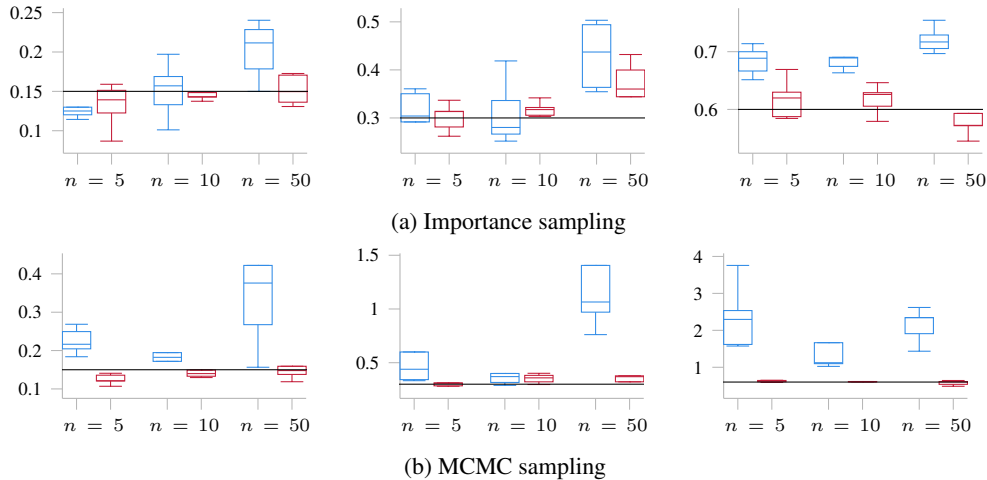 0.25
0.2
0.15
0.1
n = 5 n = 10 n = 50
0.5
0.4
0.3
n = 5 n = 10 n = 50
0.7
0.6
n = 5 n = 10 n = 50
(a) Importance sampling
0.4
0.3
0.2
0.1
n = 5 n = 10 n = 50
1.5
1
0.5
n = 5 n = 10 n = 50
4
3
2
1
n = 5 n = 10 n = 50
(b) MCMC sampling